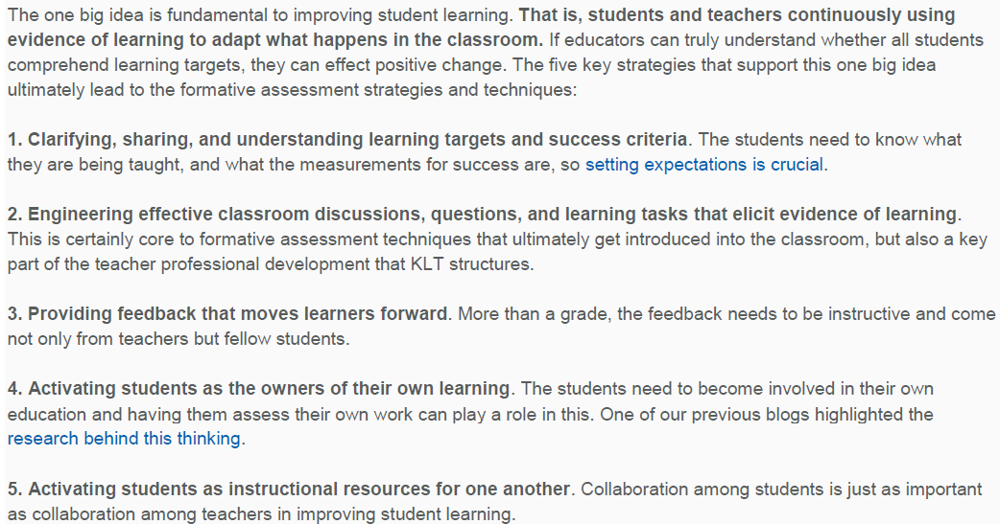 The one big idea is fundamental to improving student learning. That is, students and teachers continuously using
evidence of learning to adapt what happens in the classroom. If educators can truly understand whether all students
comprehend learning targets, they can effect positive change. The five key strategies that support this one big idea
ultimately lead to the formative assessment strategies and techniques:
1. Clarifying, sharing, and understanding learning targets and success criteria. The students need to know what
they are being taught, and what the measurements for success are, so setting expectations is crucial.
2. Engineering effective classroom discussions, questions, and learning tasks that elicit evidence of learning.
This is certainly core to formative assessment techniques that ultimately get introduced into the classroom, but also a key
part of the teacher professional development that KLT structures.
3. Providing feedback that moves learners forward. More than a grade, the feedback needs to be instructive and come
not only from teachers but fellow students.
4. Activating students as the owners of their own learning. The students need to become involved in their own
education and having them assess their own work can play a role in this. One of our previous blogs highlighted the
research behind this thinking.
5. Activating students as instructional resources for one another. Collaboration among students is just as important
as collaboration among teachers in improving student learning.